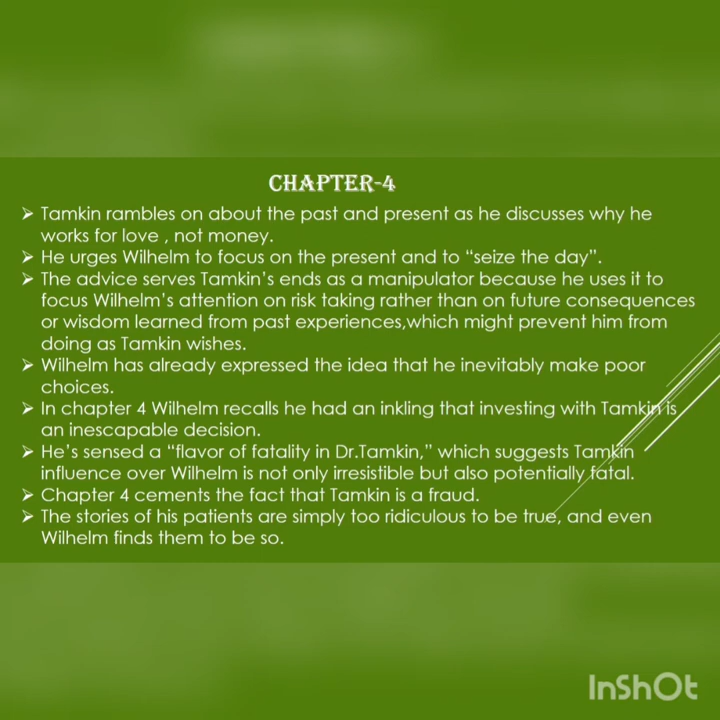 CHAPTER-4
➢ Tamkin rambles on about the past and present as he discusses why he
works for love , not money.
➢ He urges Wilhelm to focus on the present and to “seize the day”.
➢ The advice serves Tamkin’s ends as a manipulator because he uses it to
focus Wilhelm’s attention on risk taking rather than on future consequences
or wisdom learned from past experiences,which might prevent him from
doing as Tamkin wishes.
➢ Wilhelm has already expressed the idea that he inevitably make poor
choices.
➢ In chapter 4 Wilhelm recalls he had an inkling that investing with Tamkin is
an inescapable decision.
➢ He’s sensed a “flavor of fatality in Dr.Tamkin,” which suggests Tamkin
influence over Wilhelm is not only irresistible but also potentially fatal.
➢ Chapter 4 cements the fact that Tamkin is a fraud.
➢ The stories of his patients are simply too ridiculous to be true, and even
Wilhelm finds them to be so.
InShOt